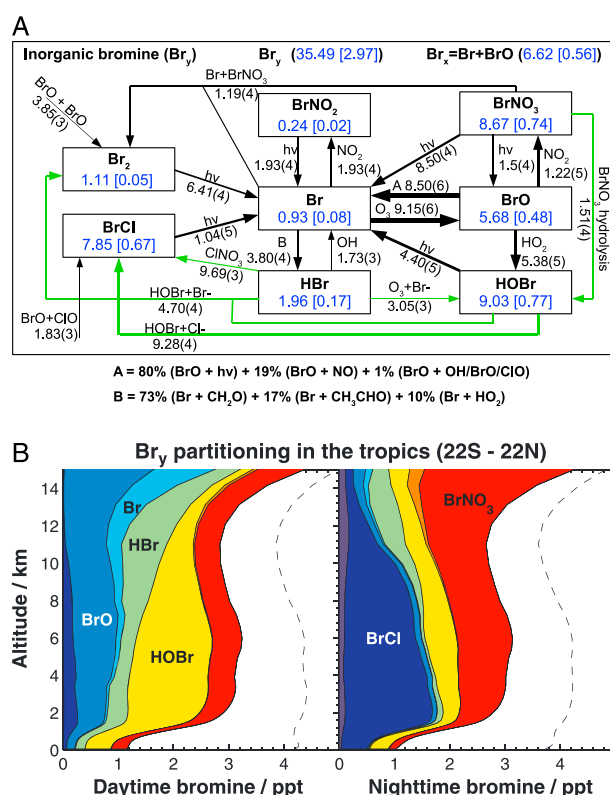 A
Inorganic bromine (Bry) Bry (35.49 [2.97]) Brx=Br+BrO (6.62 [0.56])
BrO + BrO
3.85(3)
Br+BrNO3
1.19(4)
BrNO2
0.24 [0.02]
BrNO3
8.67 [0.74]
hv
1.93(4)
NO2
1.93(4)
hv
8.50(4)
hv
1.5(4)
NO2
1.22(5)
BrNO3 hydrolysis
1.51(4)
Br2
1.11 [0.05]
hv
6.41(4)
Br
0.93 [0.08]
A 8.50(6)
O3 9.15(6)
BrO
5.68 [0.48]
BrCl
7.85 [0.67]
hv
1.04(5)
ClNO3
9.69(3)
B
3.80(4)
OH
1.73(3)
hv
4.40(5)
HO2
5.38(5)
HBr
1.96 [0.17]
O3+Br-
3.05(3)
HOBr
9.03 [0.77]
HOBr+Br-
4.70(4)
BrO+ClO
1.83(3)
HOBr+Cl-
9.28(4)
A = 80% (BrO + hv) + 19% (BrO + NO) + 1% (BrO + OH/BrO/ClO)
B = 73% (Br + CH2O) + 17% (Br + CH3CHO) + 10% (Br + HO2)
B
Bry partitioning in the tropics (22S - 22N)
Altitude / km
14
12
10
8
6
4
2
0
Br
HBr
BrO
HOBr
BrNO3
BrCl
0 1 2 3 4
0 1 2 3 4
Daytime bromine / ppt
Nighttime bromine / ppt